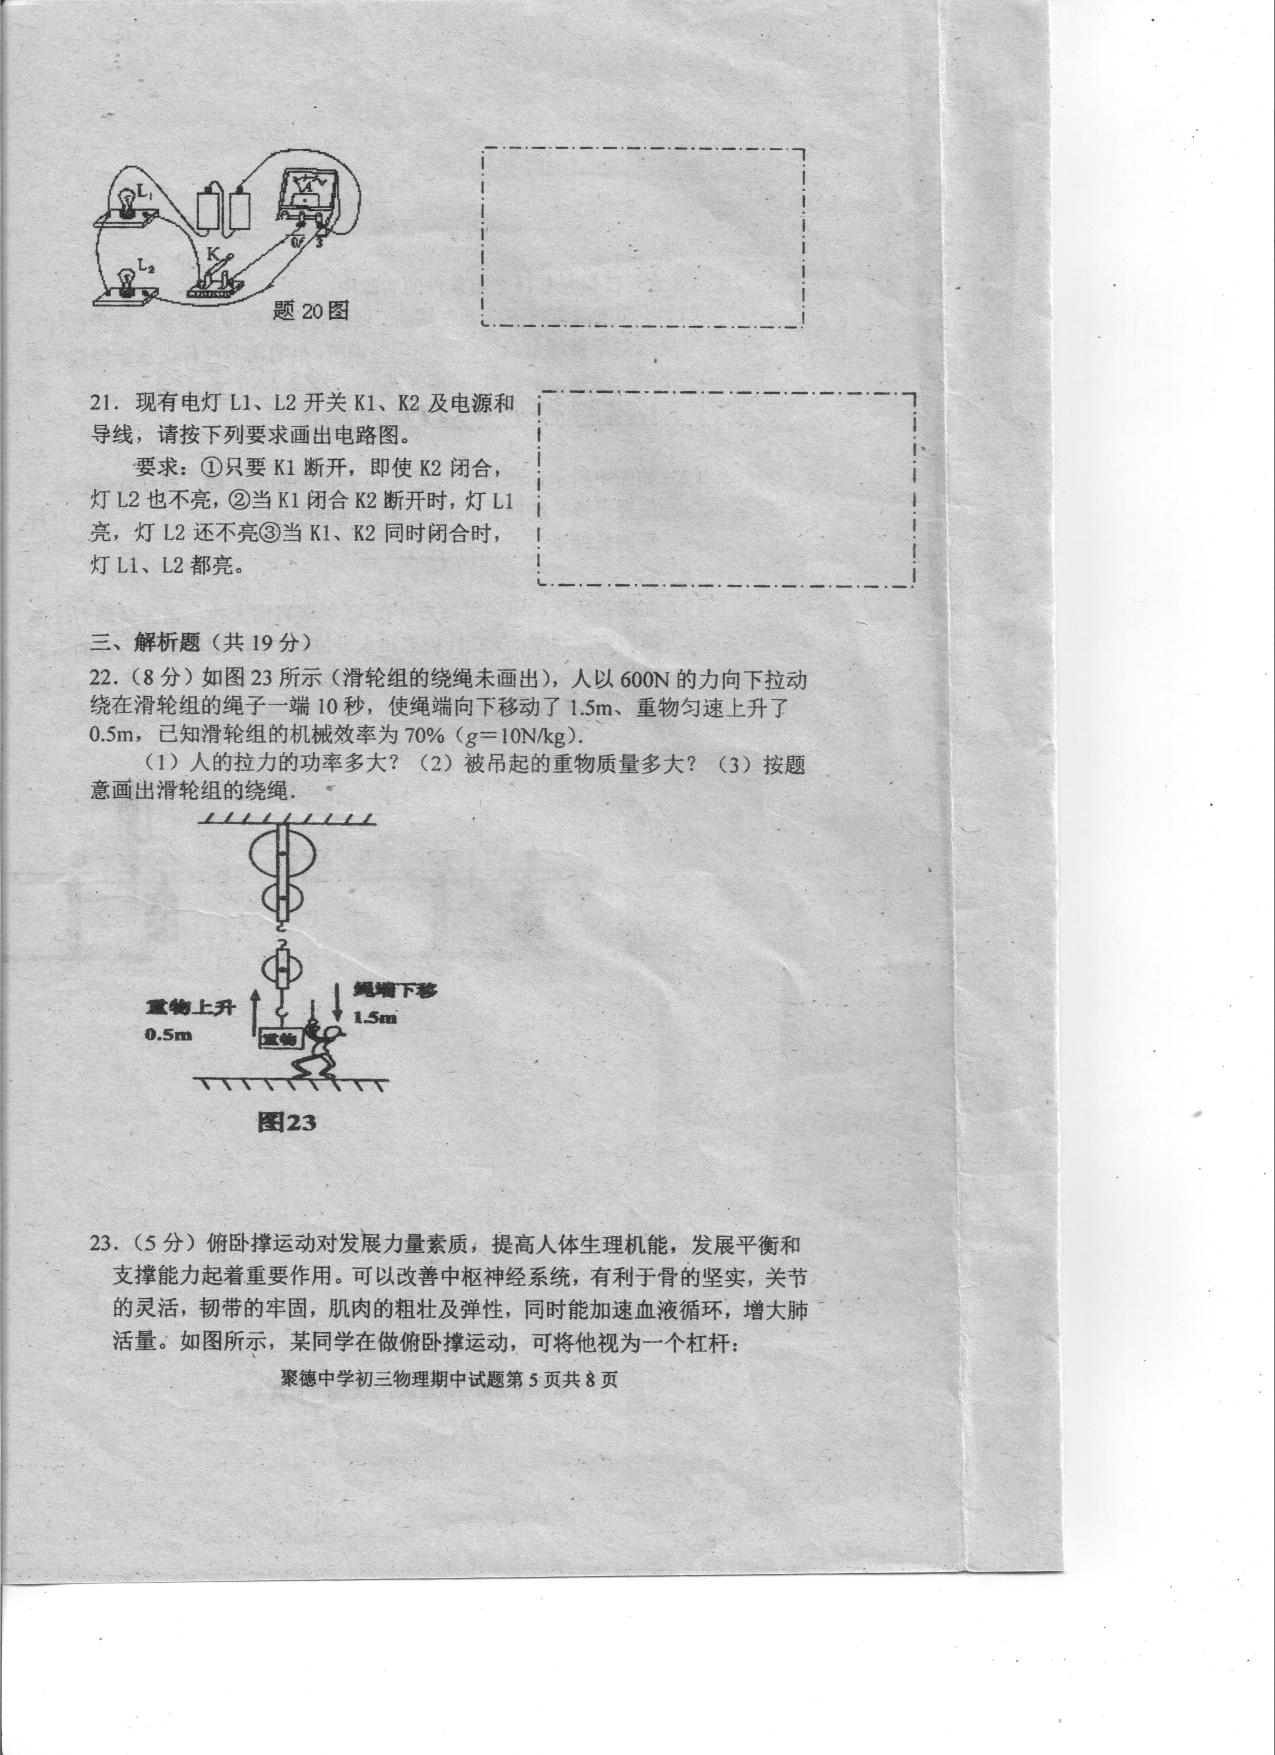 L1
A
0.6 3
K
L2
题 20 图
21．现有电灯 L1、L2 开关 K1、K2 及电源和
导线，请按下列要求画出电路图。
要求：①只要 K1 断开，即使 K2 闭合，
灯 L2 也不亮，②当 K1 闭合 K2 断开时，灯 L1
亮，灯 L2 还不亮③当 K1、K2 同时闭合时，
灯 L1、L2 都亮。
三、解析题（共 19 分）
22．（8 分）如图 23 所示（滑轮组的绕绳未画出），人以 600N 的力向下拉动
绕在滑轮组的绳子一端 10 秒，使绳端向下移动了 1.5m、重物匀速上升了
0.5m，已知滑轮组的机械效率为 70%（g＝10N/kg）.
（1）人的拉力的功率多大？（2）被吊起的重物质量多大？（3）按题
意画出滑轮组的绕绳.
绳端下移
1.5m
重物上升
0.5m
重物
图23
23．（5 分）俯卧撑运动对发展力量素质，提高人体生理机能，发展平衡和
支撑能力起着重要作用。可以改善中枢神经系统，有利于骨的坚实，关节
的灵活，韧带的牢固，肌肉的粗壮及弹性，同时能加速血液循环，增大肺
活量。如图所示，某同学在做俯卧撑运动，可将他视为一个杠杆：
聚德中学初三物理期中试题第 5 页共 8 页